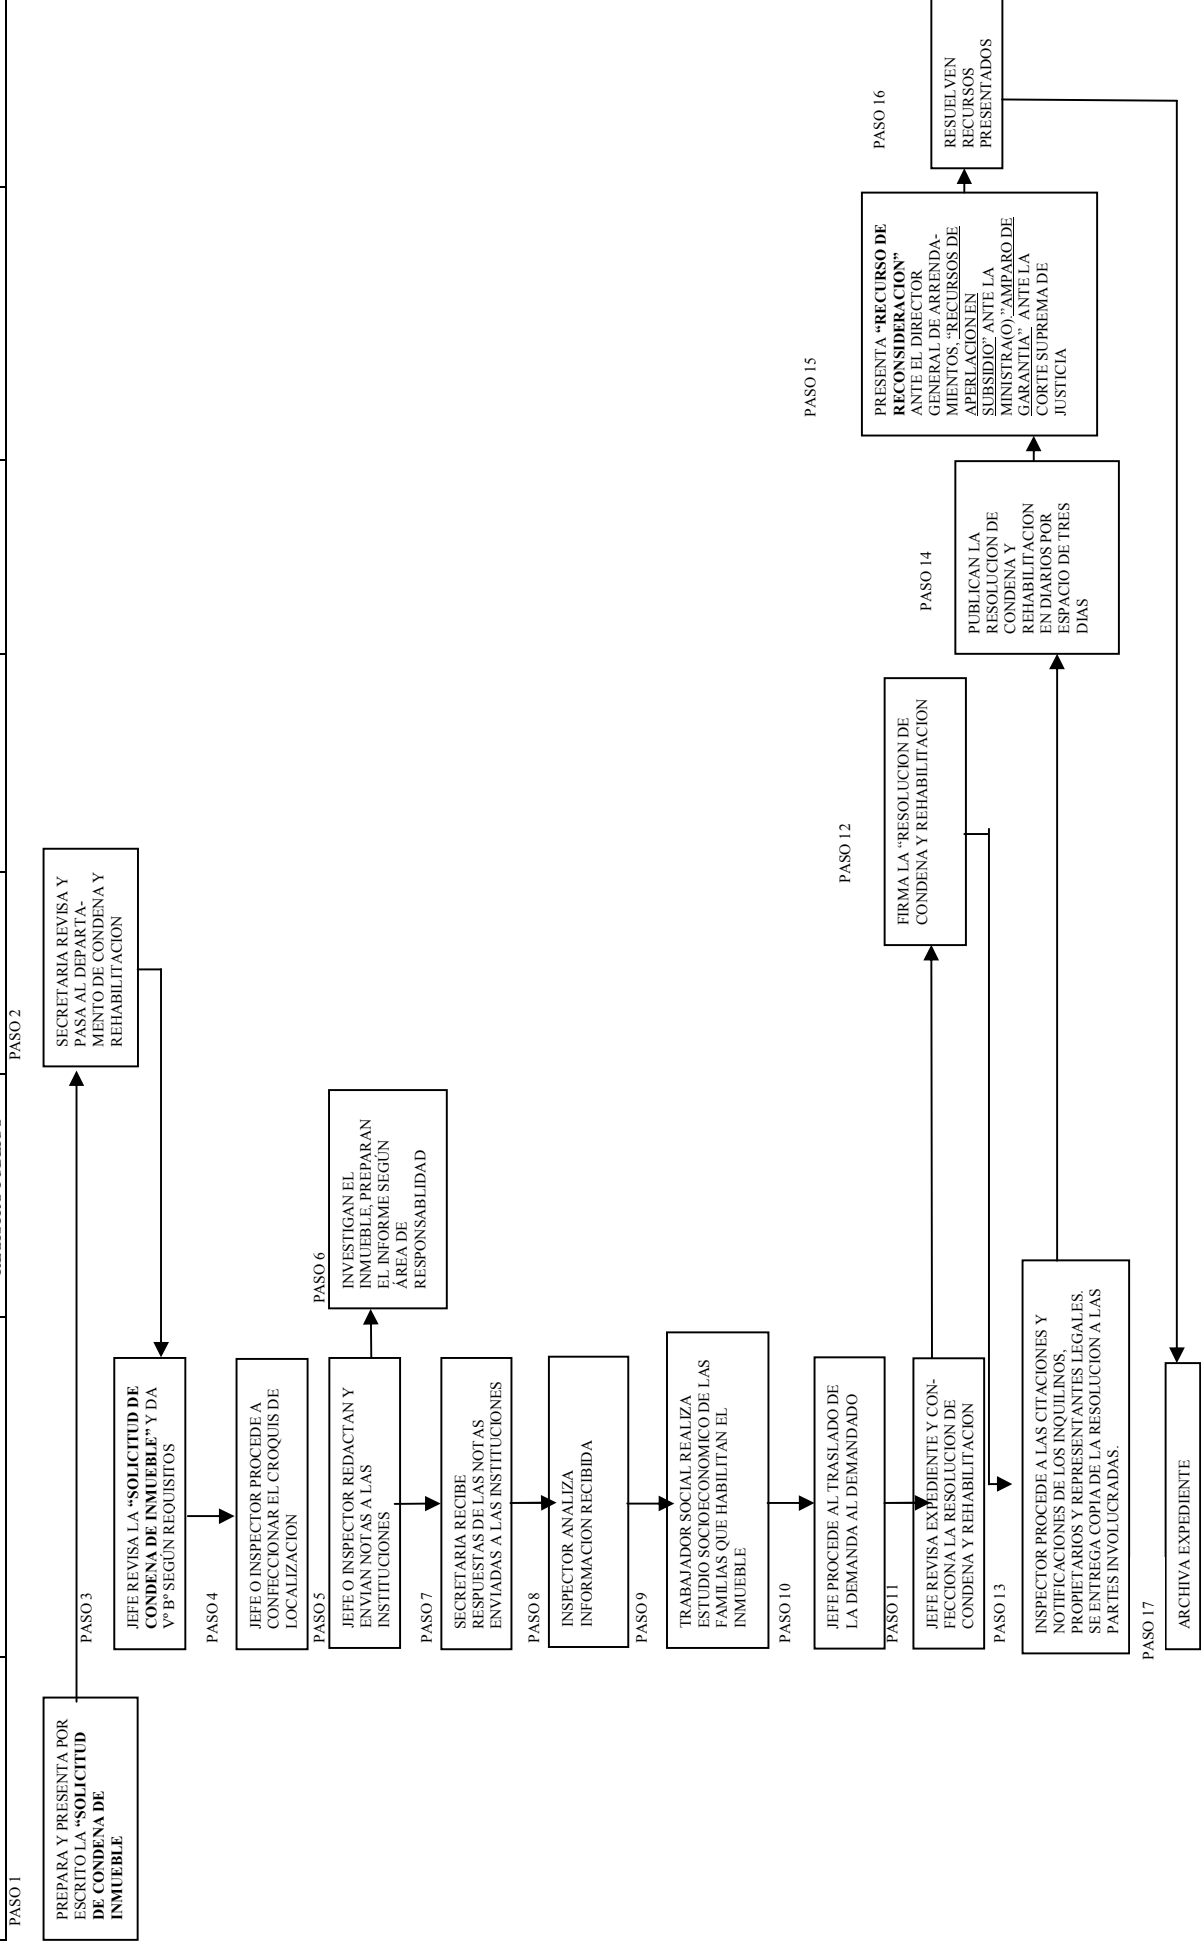 PASO 1
PREPARA Y PRESENTA POR
ESCRITO LA “SOLICITUD
DE CONDENA DE
INMUEBLE
PASO 2
SECRETARIA REVISA Y
PASA AL DEPARTA-
MENTO DE CONDENA Y
REHABILITACION
PASO 3
JEFE REVISA LA “SOLICITUD DE
CONDENA DE INMUEBLE” Y DA
Vº Bº SEGÚN REQUISITOS
PASO 4
JEFE O INSPECTOR PROCEDE A
CONFECCIONAR EL CROQUIS DE
LOCALIZACION
PASO 5
JEFE O INSPECTOR REDACTAN Y
ENVIAN NOTAS A LAS
INSTITUCIONES
PASO 6
INVESTIGAN EL
INMUEBLE, PREPARAN
EL INFORME SEGÚN
ÁREA DE
RESPONSABLIDAD
PASO 7
SECRETARIA RECIBE
RESPUESTAS DE LAS NOTAS
ENVIADAS A LAS INSTITUCIONES
PASO 8
INSPECTOR ANALIZA
INFORMACION RECIBIDA
PASO 9
TRABAJADOR SOCIAL REALIZA
ESTUDIO SOCIOECONOMICO DE LAS
FAMILIAS QUE HABILITAN EL
INMUEBLE
PASO 10
JEFE PROCEDE AL TRASLADO DE
LA DEMANDA AL DEMANDADO
PASO 11
JEFE REVISA EXPEDIENTE Y CON-
FECCIONA LA RESOLUCION DE
CONDENA Y REHABILITACION
PASO 12
FIRMA LA “RESOLUCION DE
CONDENA Y REHABILITACION
PASO 13
INSPECTOR PROCEDE A LAS CITACIONES Y
NOTIFICACIONES DE LOS INQUILINOS,
PROPIETARIOS Y REPRESENTANTES LEGALES.
SE ENTREGA COPIA DE LA RESOLUCION A LAS
PARTES INVOLUCRADAS.
PASO 14
PUBLICAN LA
RESOLUCION DE
CONDENA Y
REHABILITACION
EN DIARIOS POR
ESPACIO DE TRES
DIAS
PASO 15
PRESENTA “RECURSO DE
RECONSIDERACION”
ANTE EL DIRECTOR
GENERAL DE ARRENDA-
MIENTOS, “RECURSOS DE
APERLACION EN
SUBSIDIO” ANTE LA
MINISTRA(O).”AMPARO DE
GARANTIA” ANTE LA
CORTE SUPREMA DE
JUSTICIA
PASO 16
RESUELVEN
RECURSOS
PRESENTADOS
PASO 17
ARCHIVA EXPEDIENTE